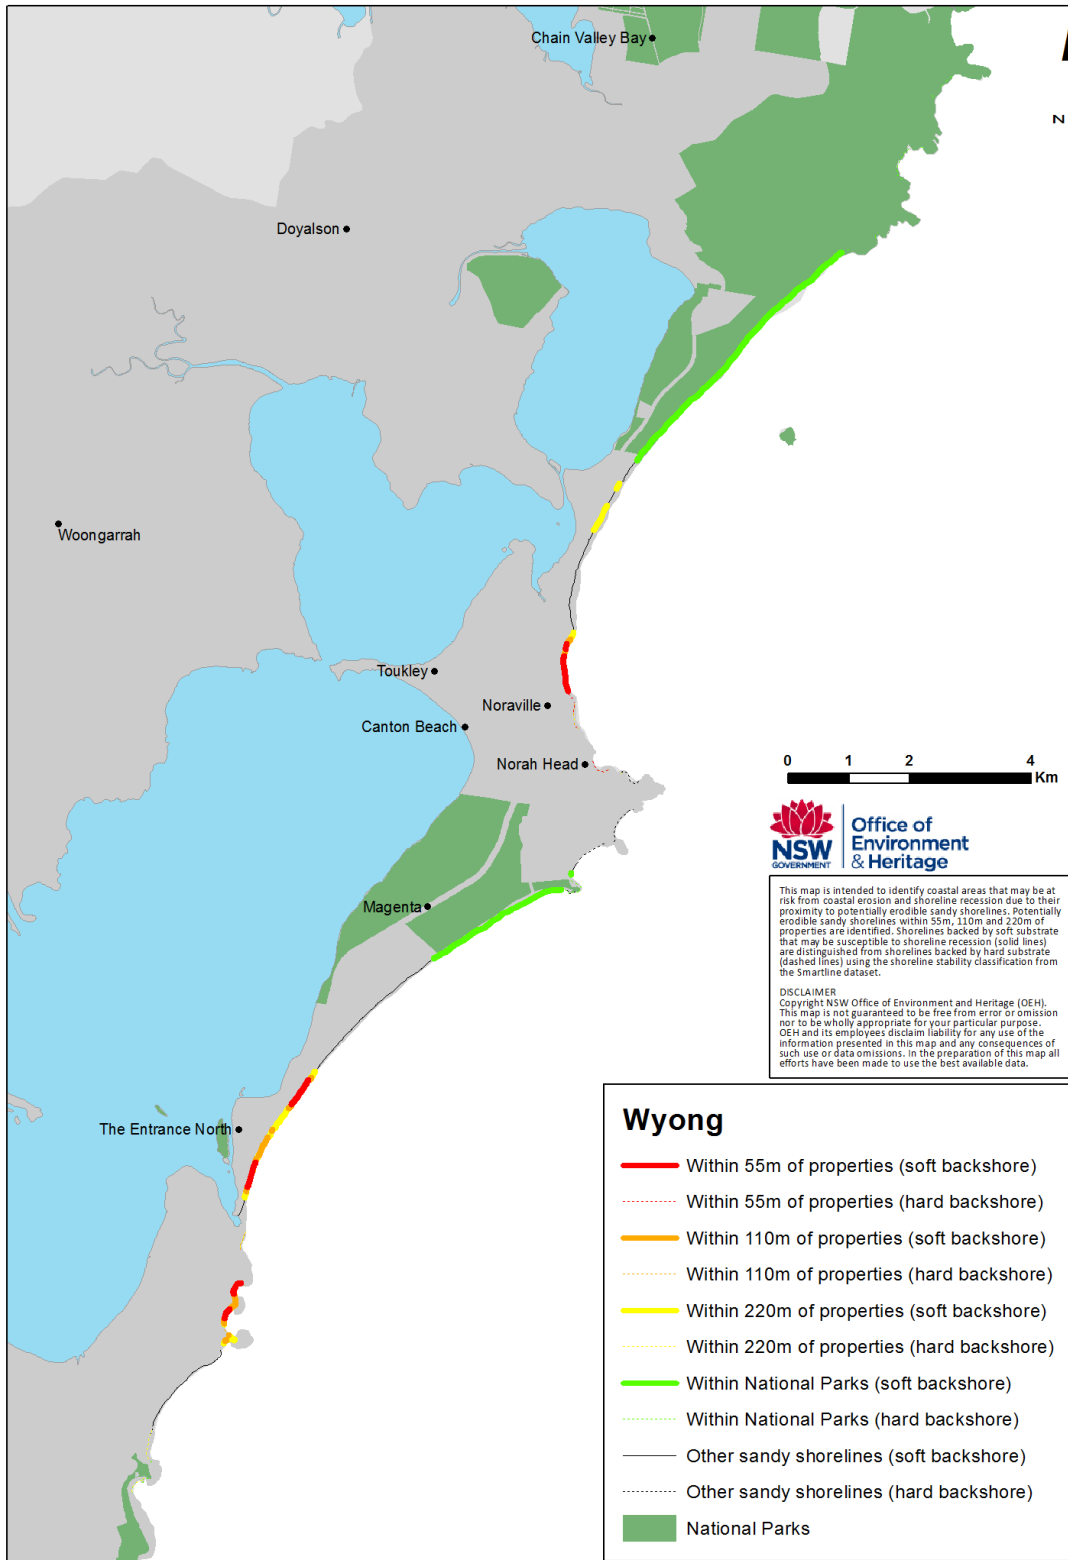 Chain Valley Bay
N
Doyalson
Woongarrah
Toukley
Noraville
Canton Beach
Norah Head
0 1 2 4
Km
NSW
GOVERNMENT
Office of
Environment
& Heritage
Magenta
This map is intended to identify coastal areas that may be at
risk from coastal erosion and shoreline recession due to their
proximity to potentially erodible sandy shorelines. Potentially
erodible sandy shorelines within 55m, 110m and 220m of
properties are identified. Shorelines backed by soft substrate
that may be susceptible to shoreline recession (solid lines)
are distinguished from shorelines backed by hard substrate
(dashed lines) using the shoreline stability classification from
the Smartline dataset.
DISCLAIMER
Copyright NSW Office of Environment and Heritage (OEH).
This map is not guaranteed to be free from error or omission
nor to be wholly appropriate for your particular purpose.
OEH and its employees disclaim liability for any use of the
information presented in this map and any consequences of
such use or data omissions. In the preparation of this map all
efforts have been made to use the best available data.
The Entrance North
Wyong
Within 55m of properties (soft backshore)
Within 55m of properties (hard backshore)
Within 110m of properties (soft backshore)
Within 110m of properties (hard backshore)
Within 220m of properties (soft backshore)
Within 220m of properties (hard backshore)
Within National Parks (soft backshore)
Within National Parks (hard backshore)
Other sandy shorelines (soft backshore)
Other sandy shorelines (hard backshore)
National Parks